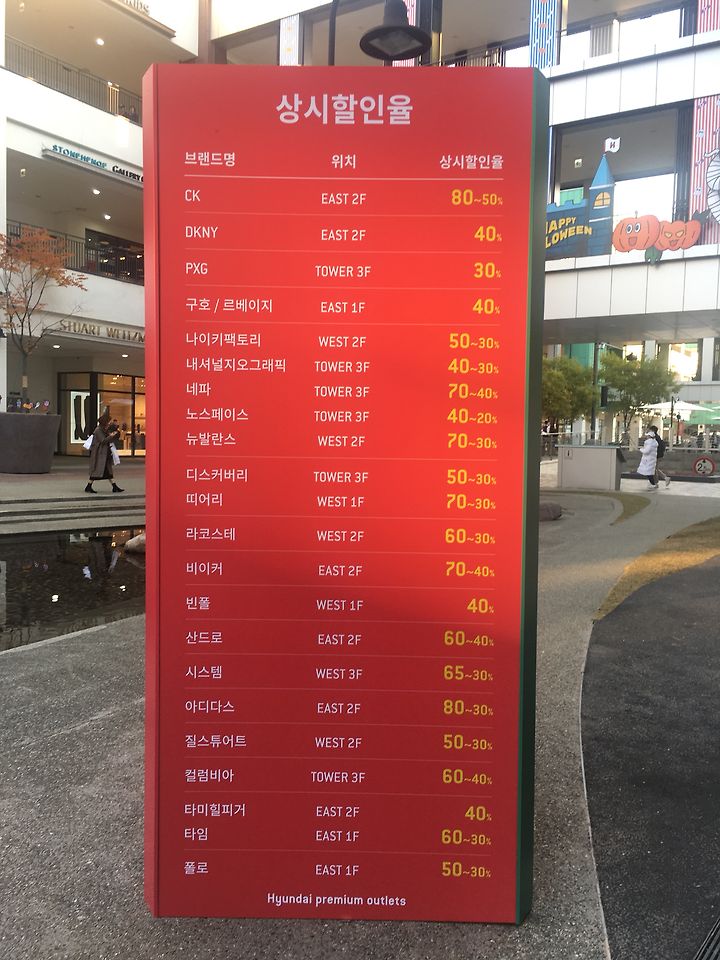 STONEHENGE GALLERY
STUART WEITZM
HAPPY
LLOWEEN
상시할인율
브랜드명 위치 상시할인율
CK EAST 2F 80~50%
DKNY EAST 2F 40%
PXG TOWER 3F 30%
구호 / 르베이지 EAST 1F 40%
나이키팩토리 WEST 2F 50~30%
내셔널지오그래픽 TOWER 3F 40~30%
네파 TOWER 3F 70~40%
노스페이스 TOWER 3F 40~20%
뉴발란스 WEST 2F 70~30%
디스커버리 TOWER 3F 50~30%
띠어리 WEST 1F 70~30%
라코스테 WEST 2F 60~30%
비이커 EAST 2F 70~40%
빈폴 WEST 1F 40%
산드로 EAST 2F 60~40%
시스템 WEST 3F 65~30%
아디다스 EAST 2F 80~30%
질스튜어트 WEST 2F 50~30%
컬럼비아 TOWER 3F 60~40%
타미힐피거 EAST 2F 40%
타임 EAST 1F 60~30%
폴로 EAST 1F 50~30%
Hyundai premium outlets